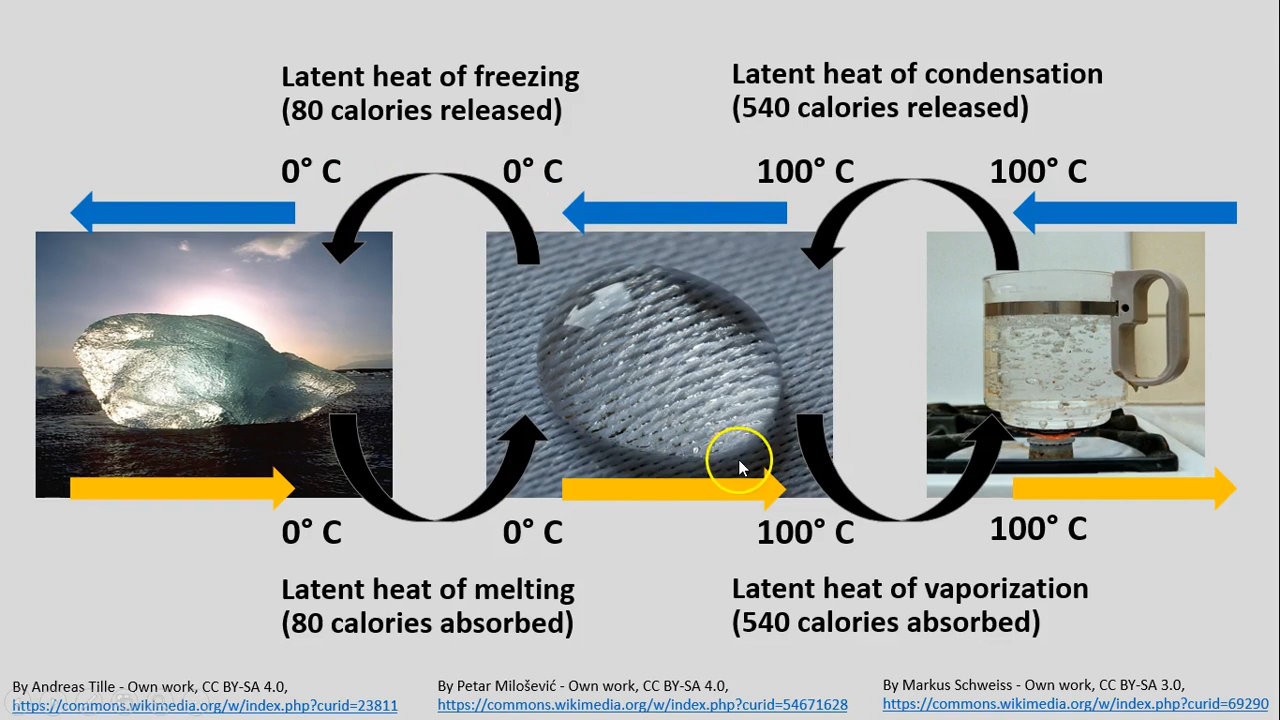 Latent heat of freezing
(80 calories released)
Latent heat of condensation
(540 calories released)
0° C
0° C
100° C
100° C
0° C
0° C
100° C
100° C
Latent heat of melting
(80 calories absorbed)
Latent heat of vaporization
(540 calories absorbed)
By Andreas Tille - Own work, CC BY-SA 4.0,
https://commons.wikimedia.org/w/index.php?curid=23811
By Petar Milošević - Own work, CC BY-SA 4.0,
https://commons.wikimedia.org/w/index.php?curid=54671628
By Markus Schweiss - Own work, CC BY-SA 3.0,
https://commons.wikimedia.org/w/index.php?curid=69290